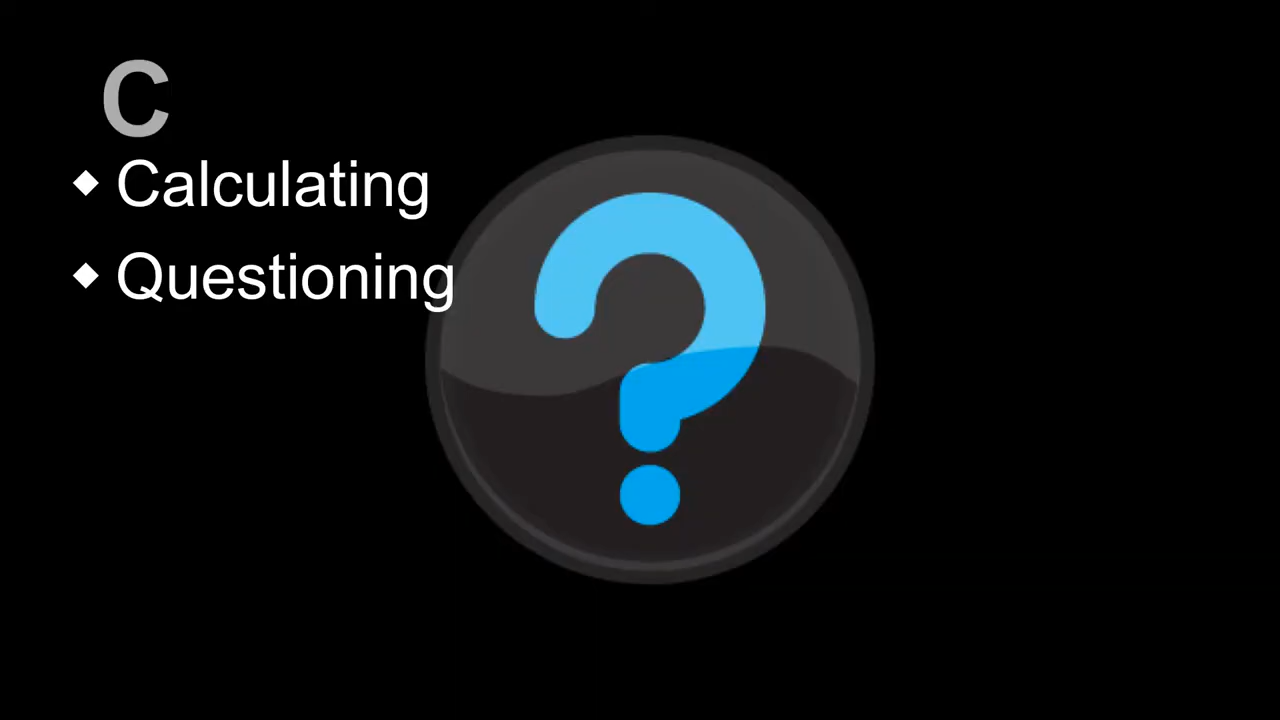 C
◆ Calculating
◆ Questioning
?